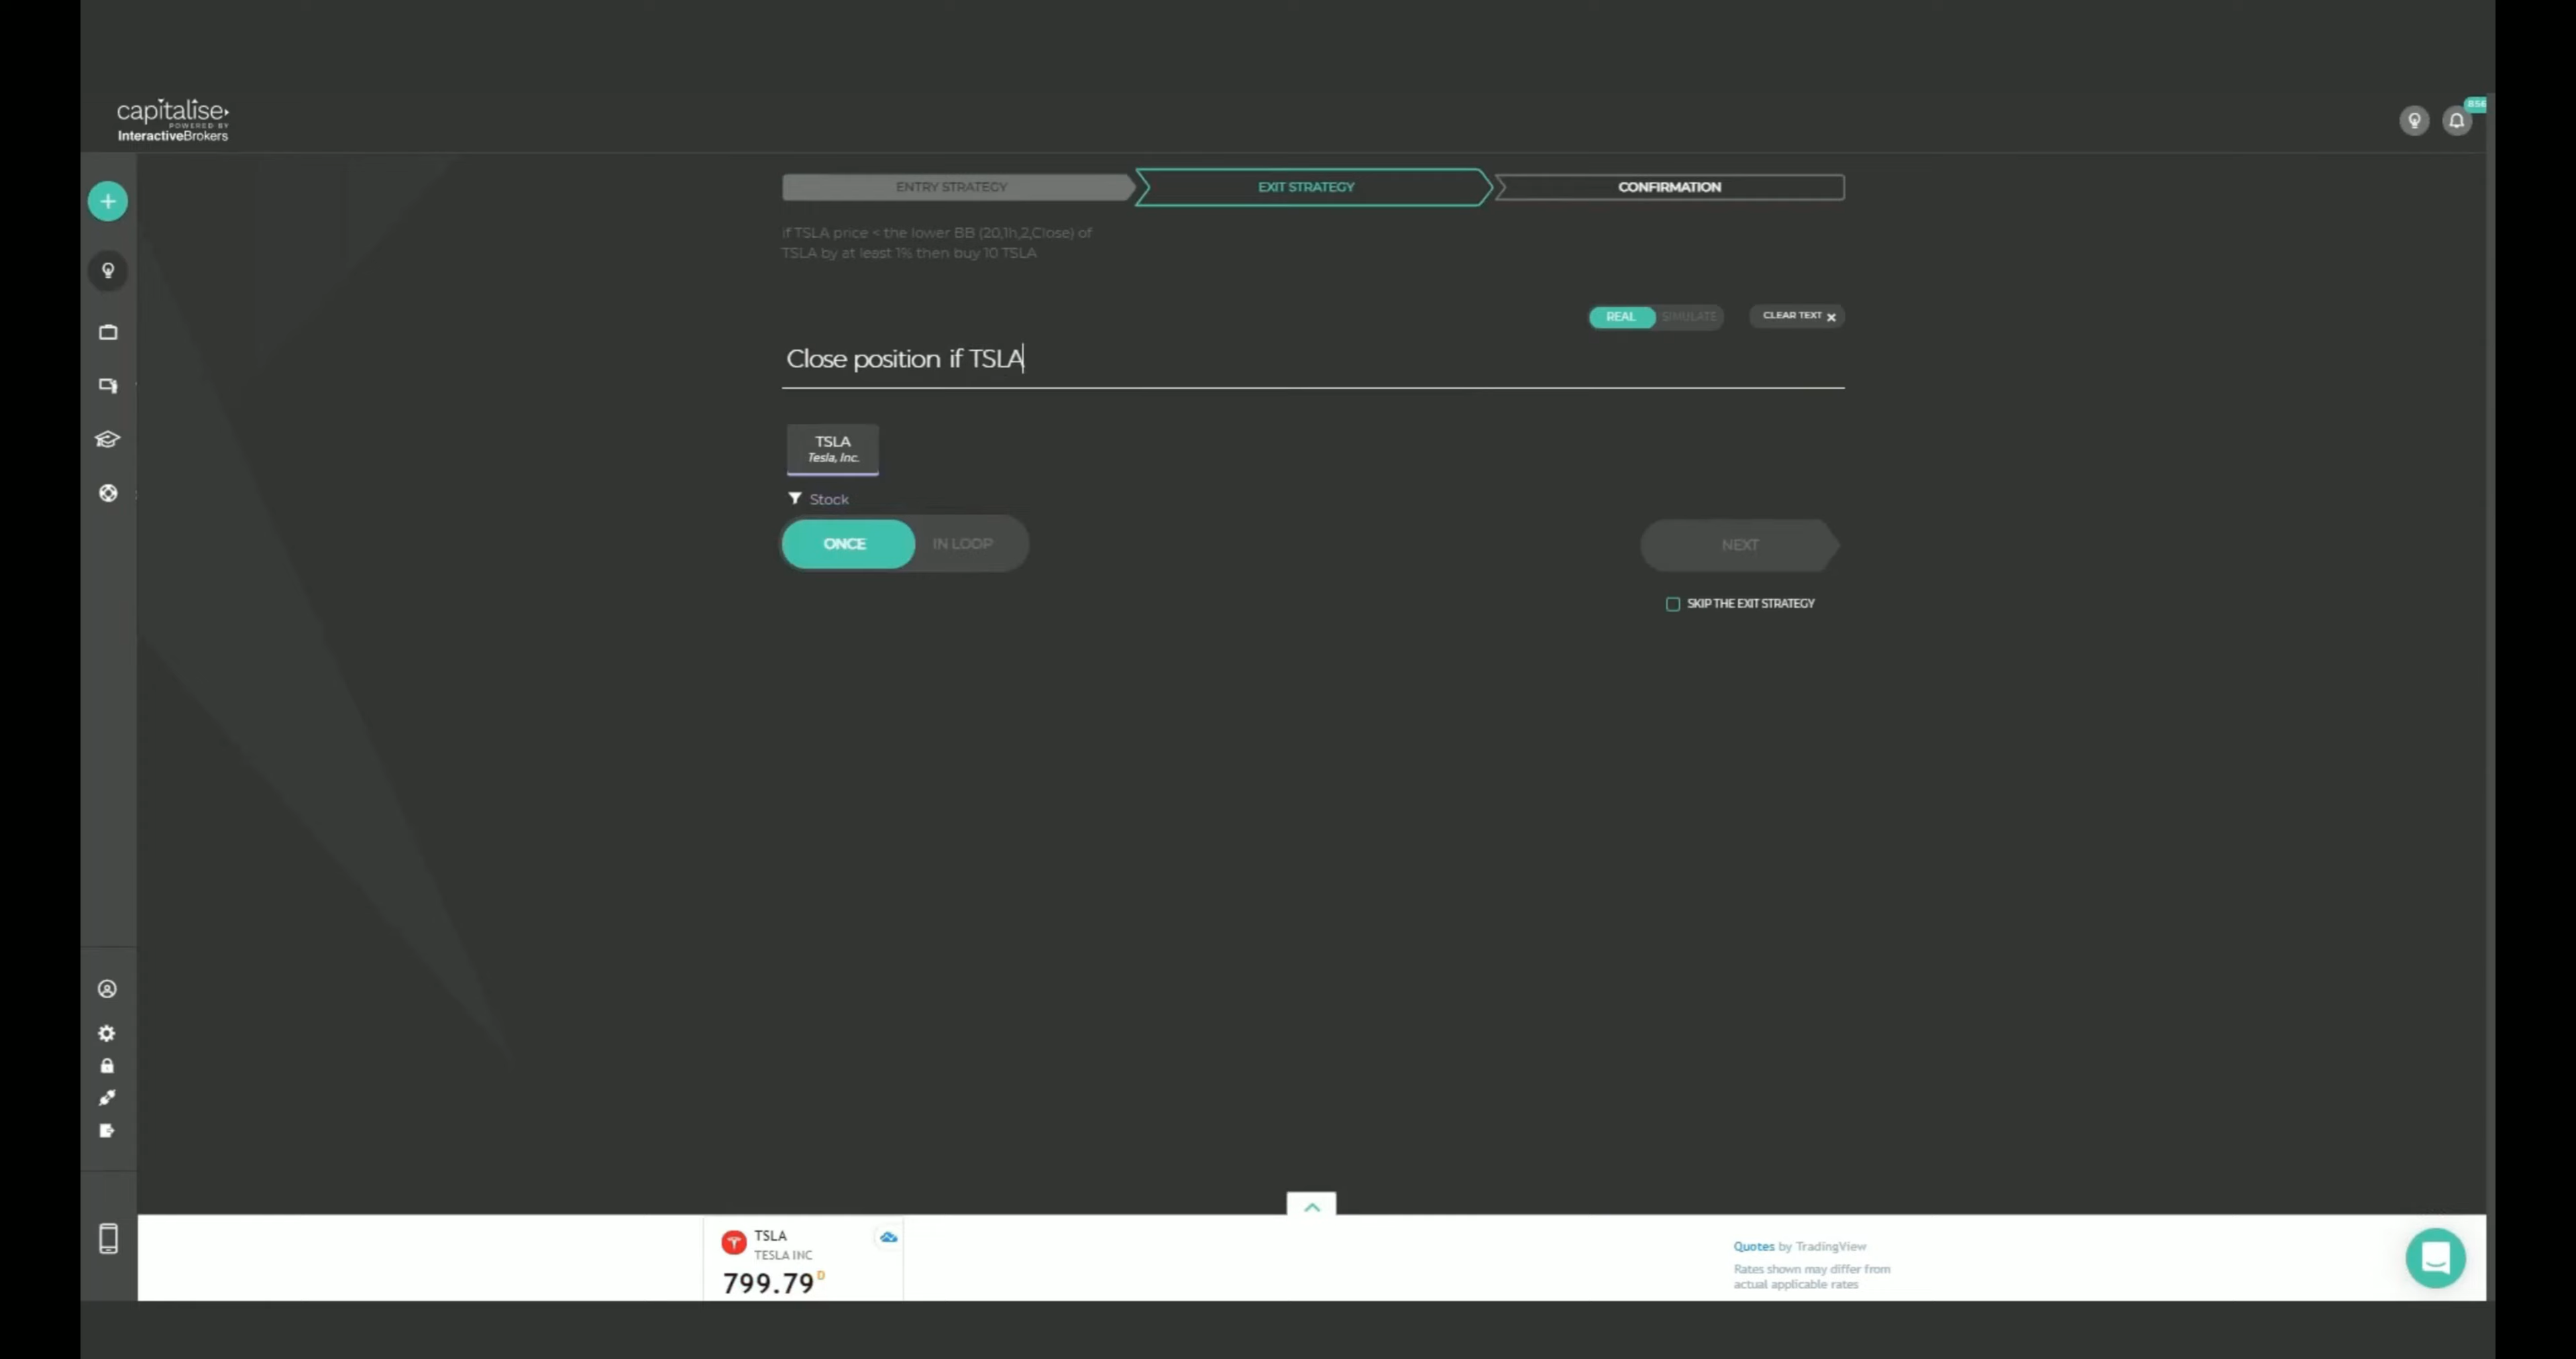 capitalise
POWERED BY
InteractiveBrokers
856
ENTRY STRATEGY
EXIT STRATEGY
CONFIRMATION
if TSLA price < the lower BB (20,1h,2,Close) of
TSLA by at least 1% then buy 10 TSLA
REAL
SIMULATE
CLEAR TEXT
Close position if TSLA
TSLA
Tesla, Inc.
Stock
ONCE
IN LOOP
NEXT
SKIP THE EXIT STRATEGY
TSLA
TESLA INC
799.79 D
Quotes by TradingView
Rates shown may differ from
actual applicable rates